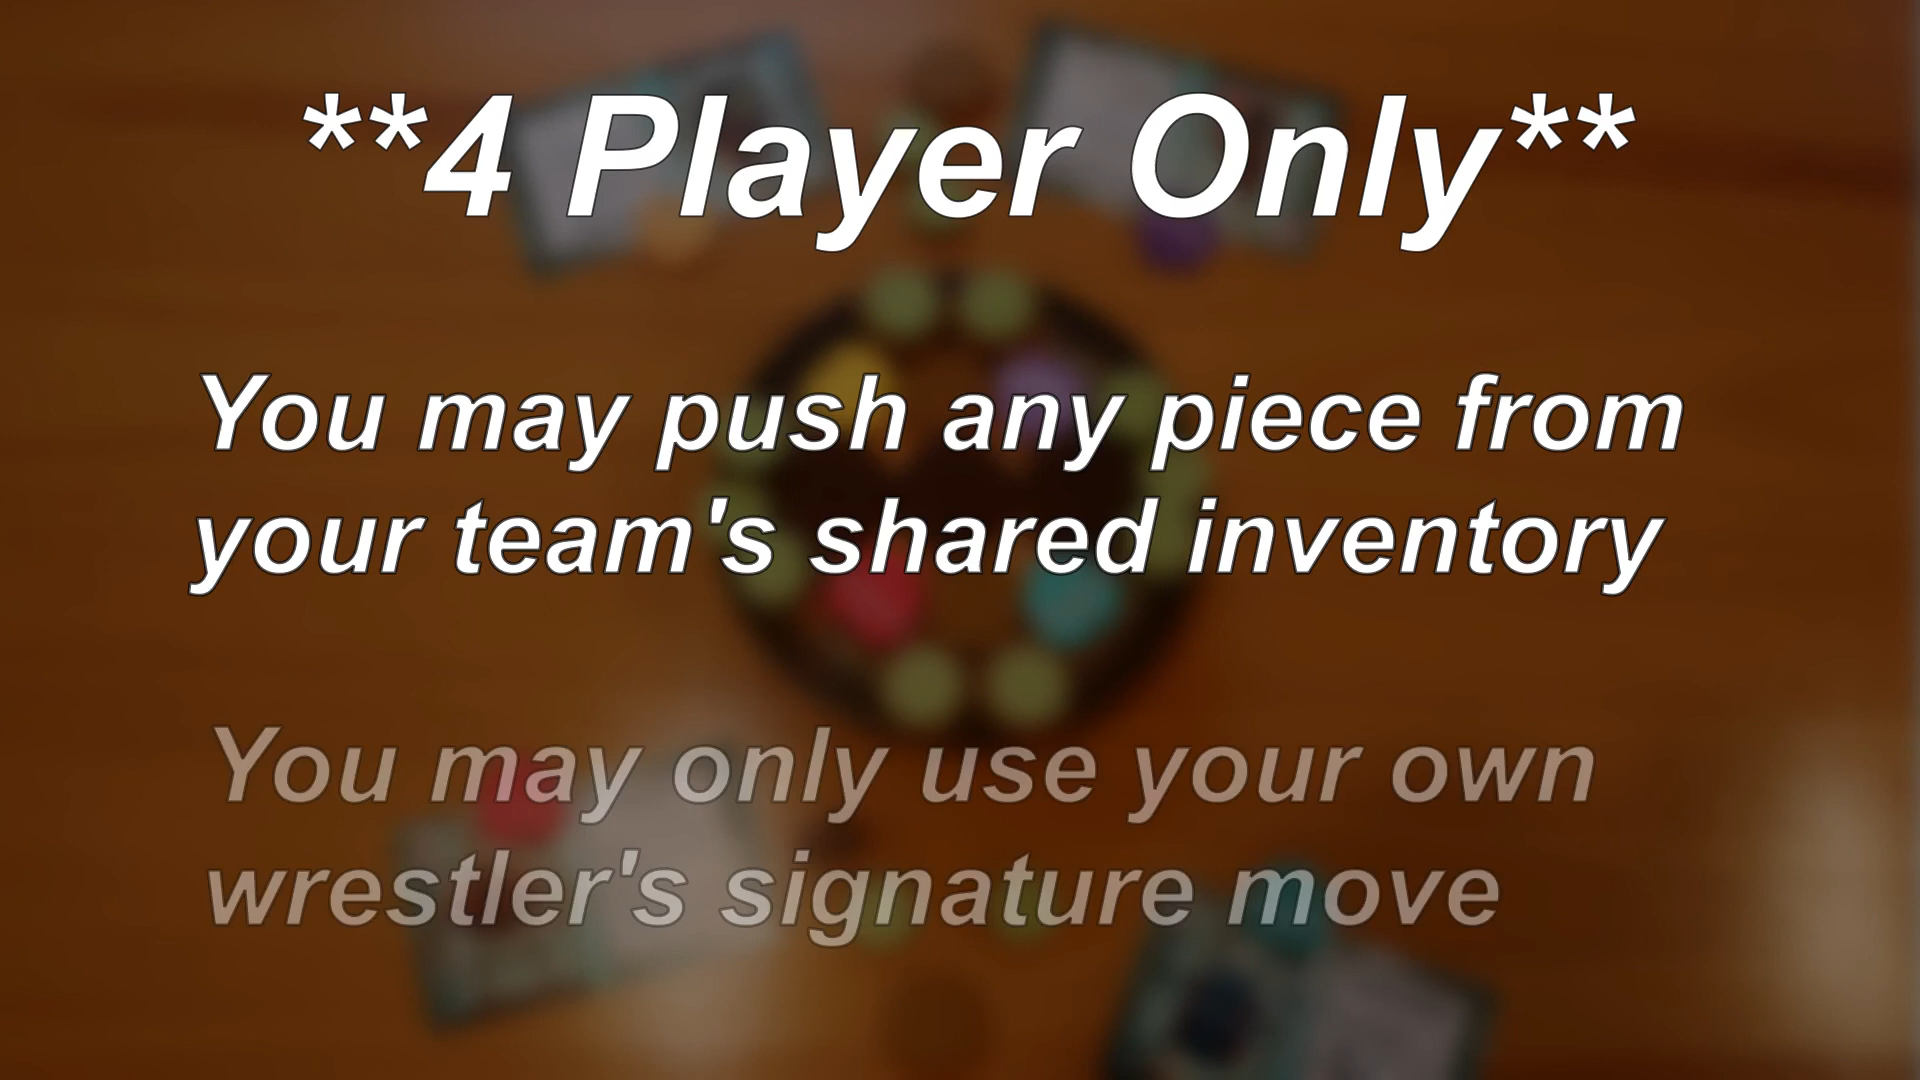 **4 Player Only**
You may push any piece from
your team's shared inventory
You may only use your own
wrestler's signature move